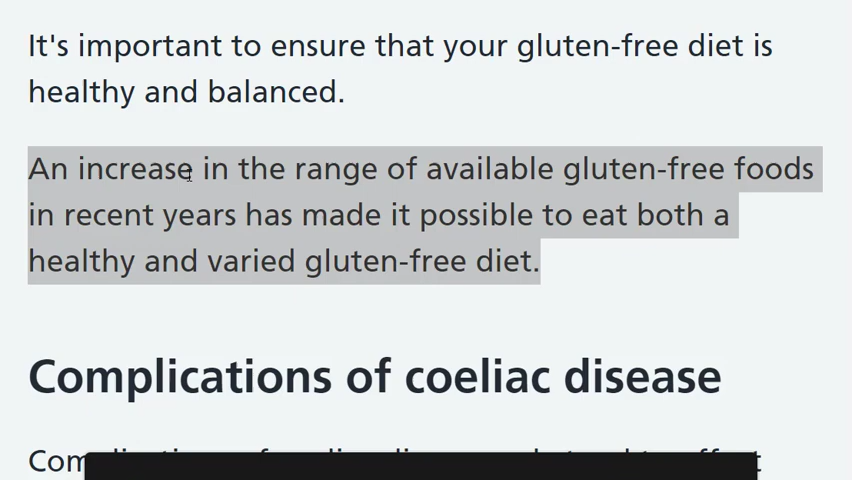 It's important to ensure that your gluten-free diet is
healthy and balanced.
An increase in the range of available gluten-free foods
in recent years has made it possible to eat both a
healthy and varied gluten-free diet.
Complications of coeliac disease